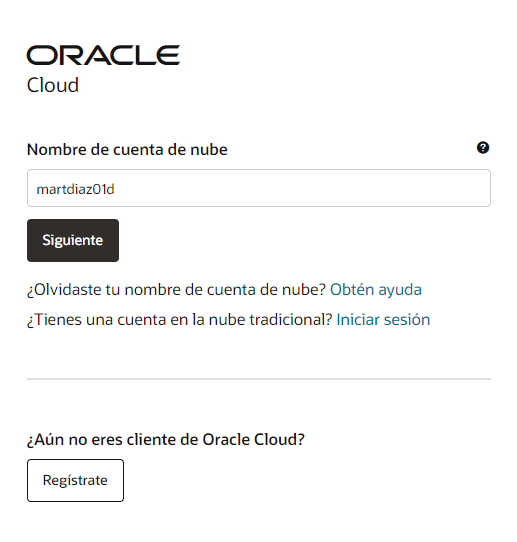 ORACLE
Cloud
Nombre de cuenta de nube
?
martdiaz01d
Siguiente
¿Olvidaste tu nombre de cuenta de nube? Obtén ayuda
¿Tienes una cuenta en la nube tradicional? Iniciar sesión
¿Aún no eres cliente de Oracle Cloud?
Regístrate